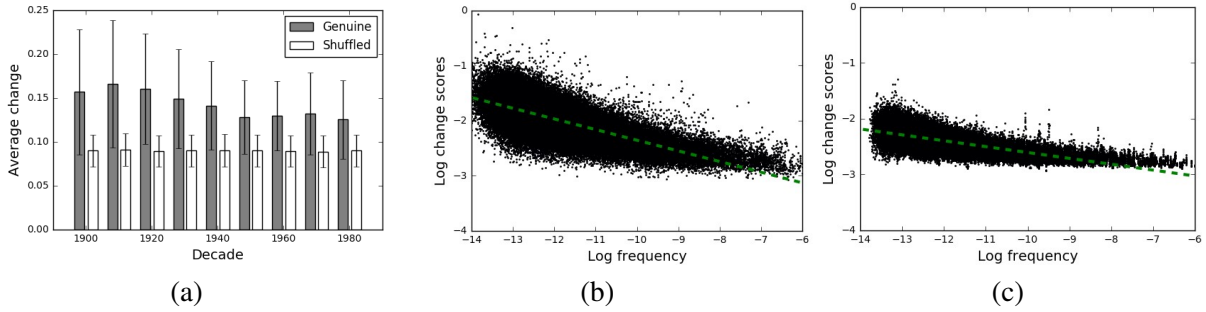 0.25
0.20
0.15
0.10
0.05
0.00
Average change
Genuine
Shuffled
1900 1920 1940 1960 1980
Decade
(a)
0
−1
−2
−3
−4
Log change scores
−14 −13 −12 −11 −10 −9 −8 −7 −6
Log frequency
(b)
0
−1
−2
−3
−4
Log change scores
−14 −13 −12 −11 −10 −9 −8 −7 −6
Log frequency
(c)